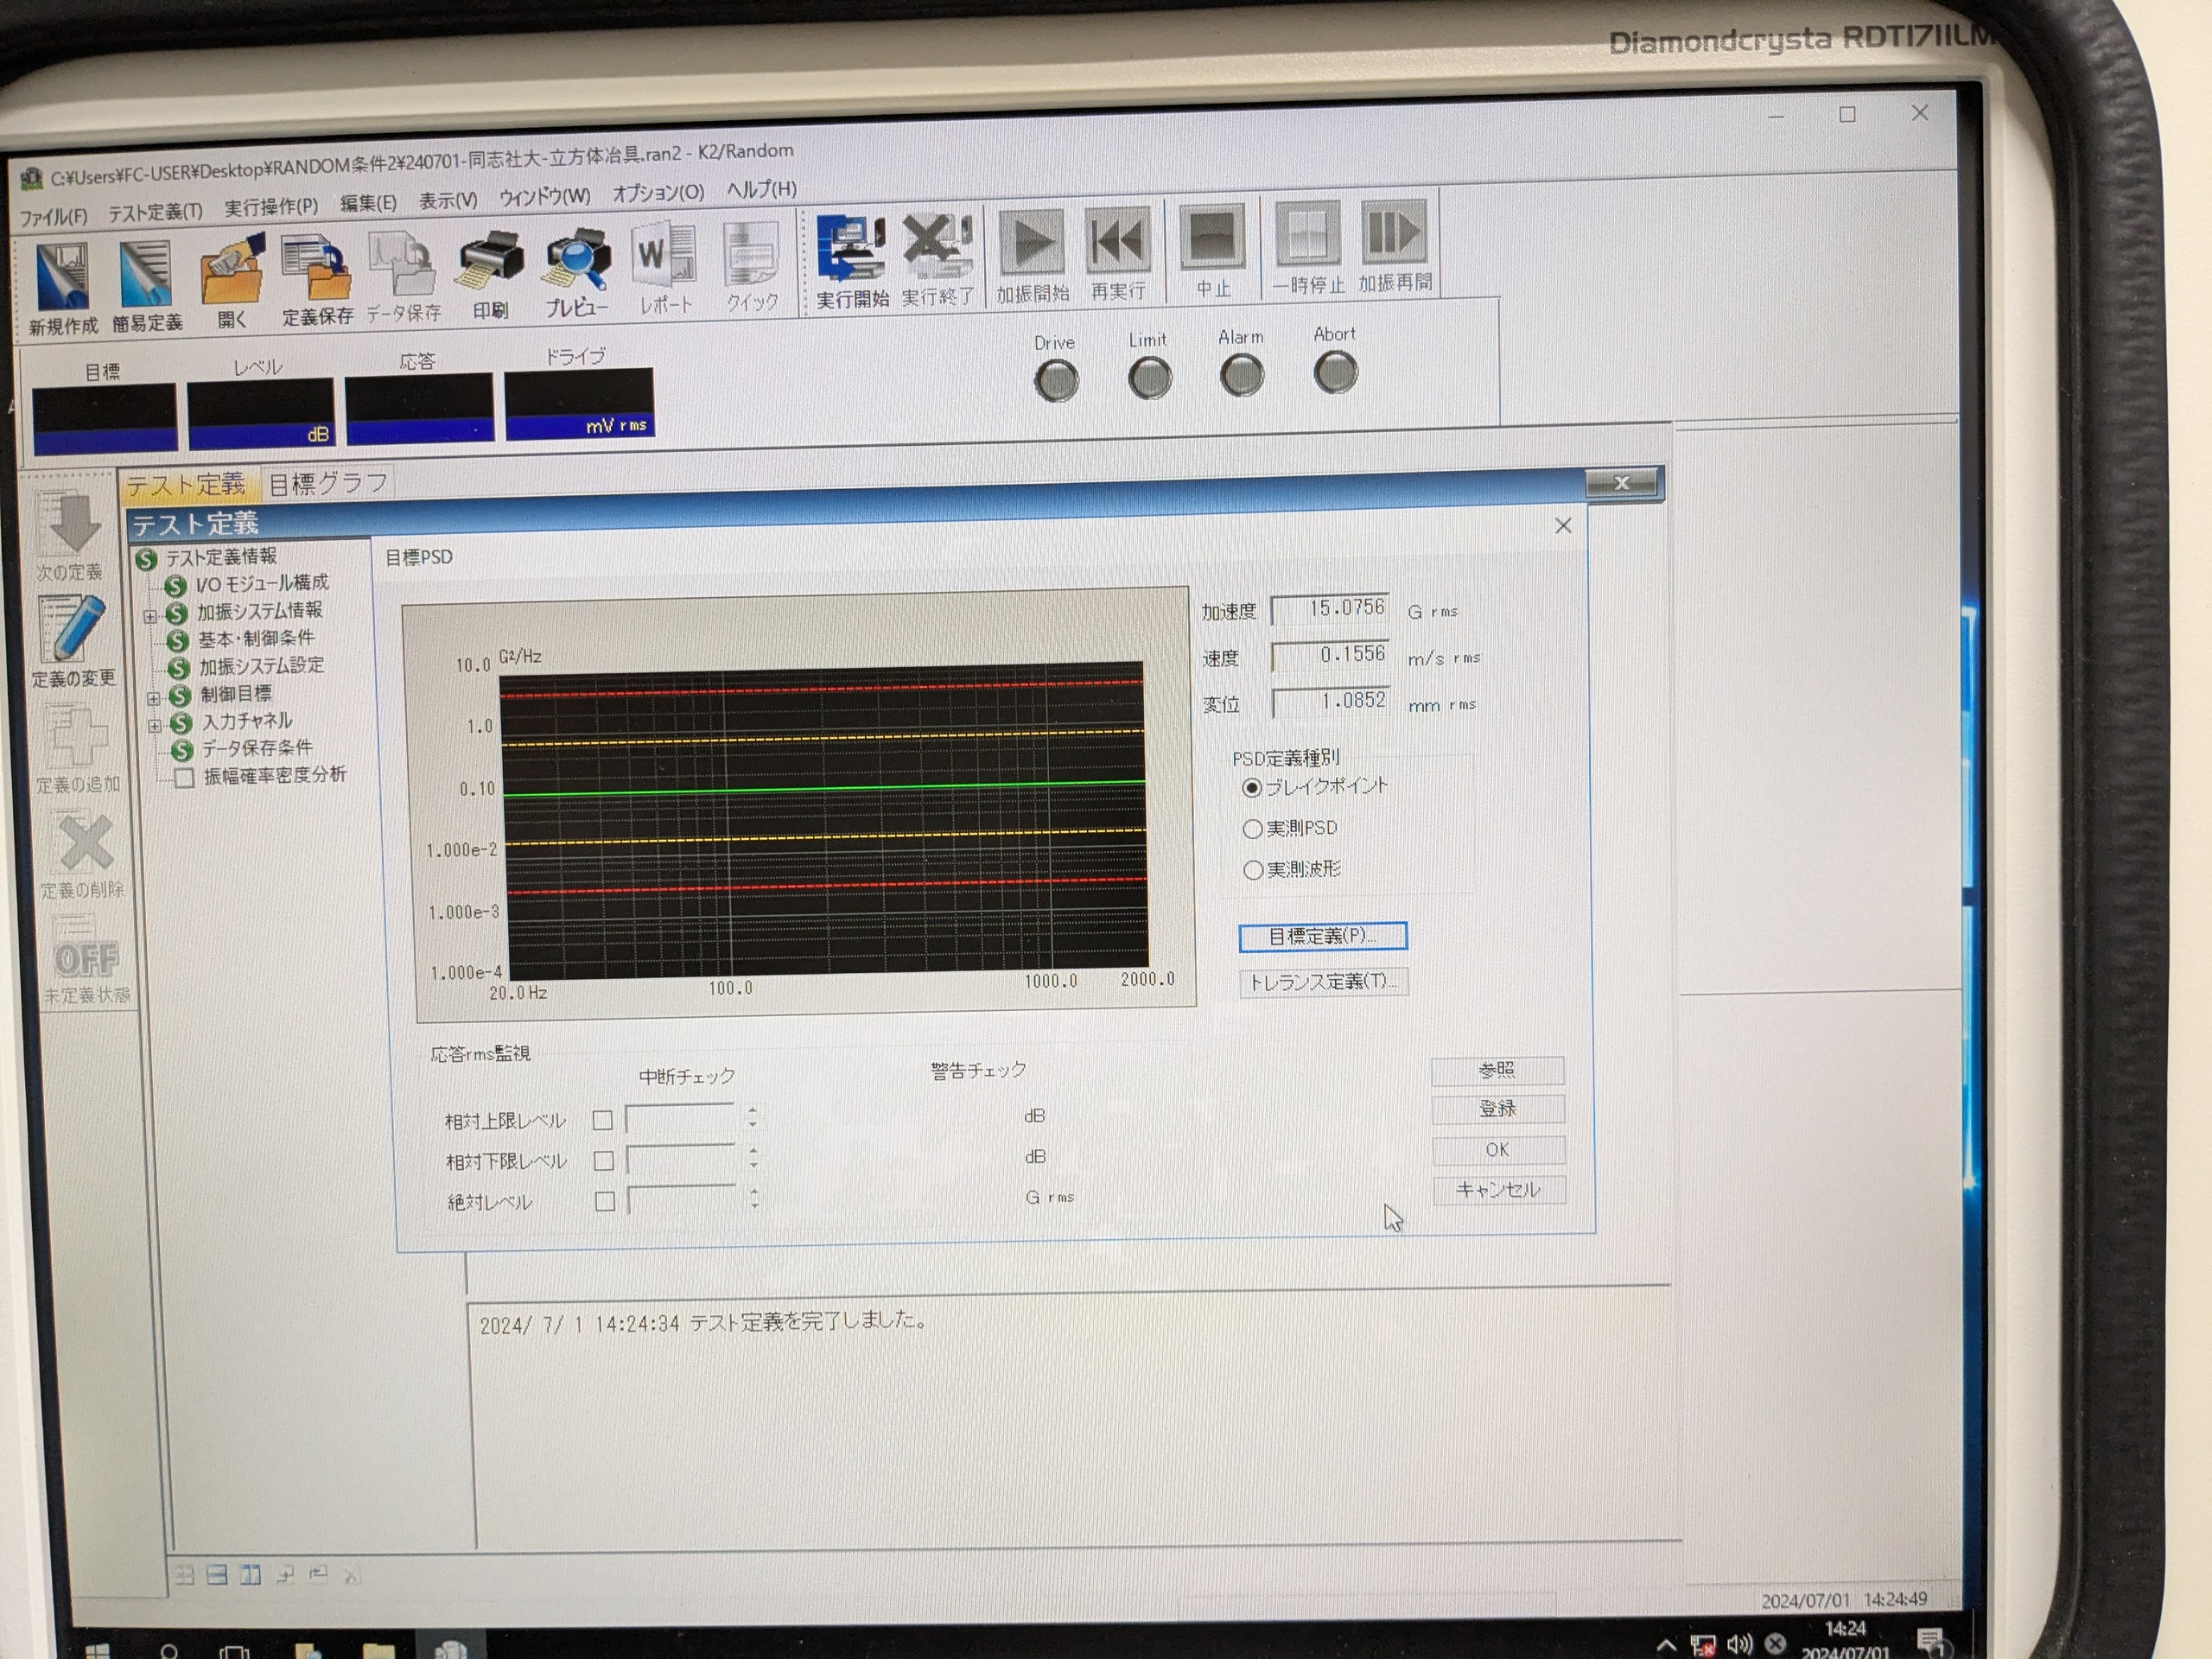 Diamondcrysta RDT1711LM
C:¥Users¥FC-USER¥Desktop¥RANDOM条件2¥240701-同志社大-立方体冶具.ran2 - K2/Random
ファイル(F) テスト定義(T) 実行操作(P) 編集(E) 表示(V) ウィンドウ(W) オプション(O) ヘルプ(H)
新規作成 簡易定義 開く 定義保存 データ保存 印刷 プレビュー レポート クイック 実行開始 実行終了 加振開始 再実行 中止 一時停止 加振再開
目標 レベル 応答 ドライブ Drive Limit Alarm Abort
dB mV rms
テスト定義 目標グラフ
テスト定義
次の定義
定義の変更
定義の追加
定義の削除
OFF
未定義状態
テスト定義情報
I/O モジュール構成
加振システム情報
基本・制御条件
加振システム設定
制御目標
入力チャネル
データ保存条件
振幅確率密度分析
目標PSD
10.0 G²/Hz
1.0
0.10
1.000e-2
1.000e-3
1.000e-4
20.0 Hz 100.0 1000.0 2000.0
加速度 15.0756 G rms
速度 0.1556 m/s rms
変位 1.0852 mm rms
PSD定義種別
ブレイクポイント
実測PSD
実測波形
目標定義(P)...
トレランス定義(T)...
応答rms監視
中断チェック 警告チェック
相対上限レベル dB
相対下限レベル dB
絶対レベル G rms
参照
登録
OK
キャンセル
2024/ 7/ 1 14:24:34 テスト定義を完了しました。
2024/07/01 14:24:49
14:24
2024/07/01
1